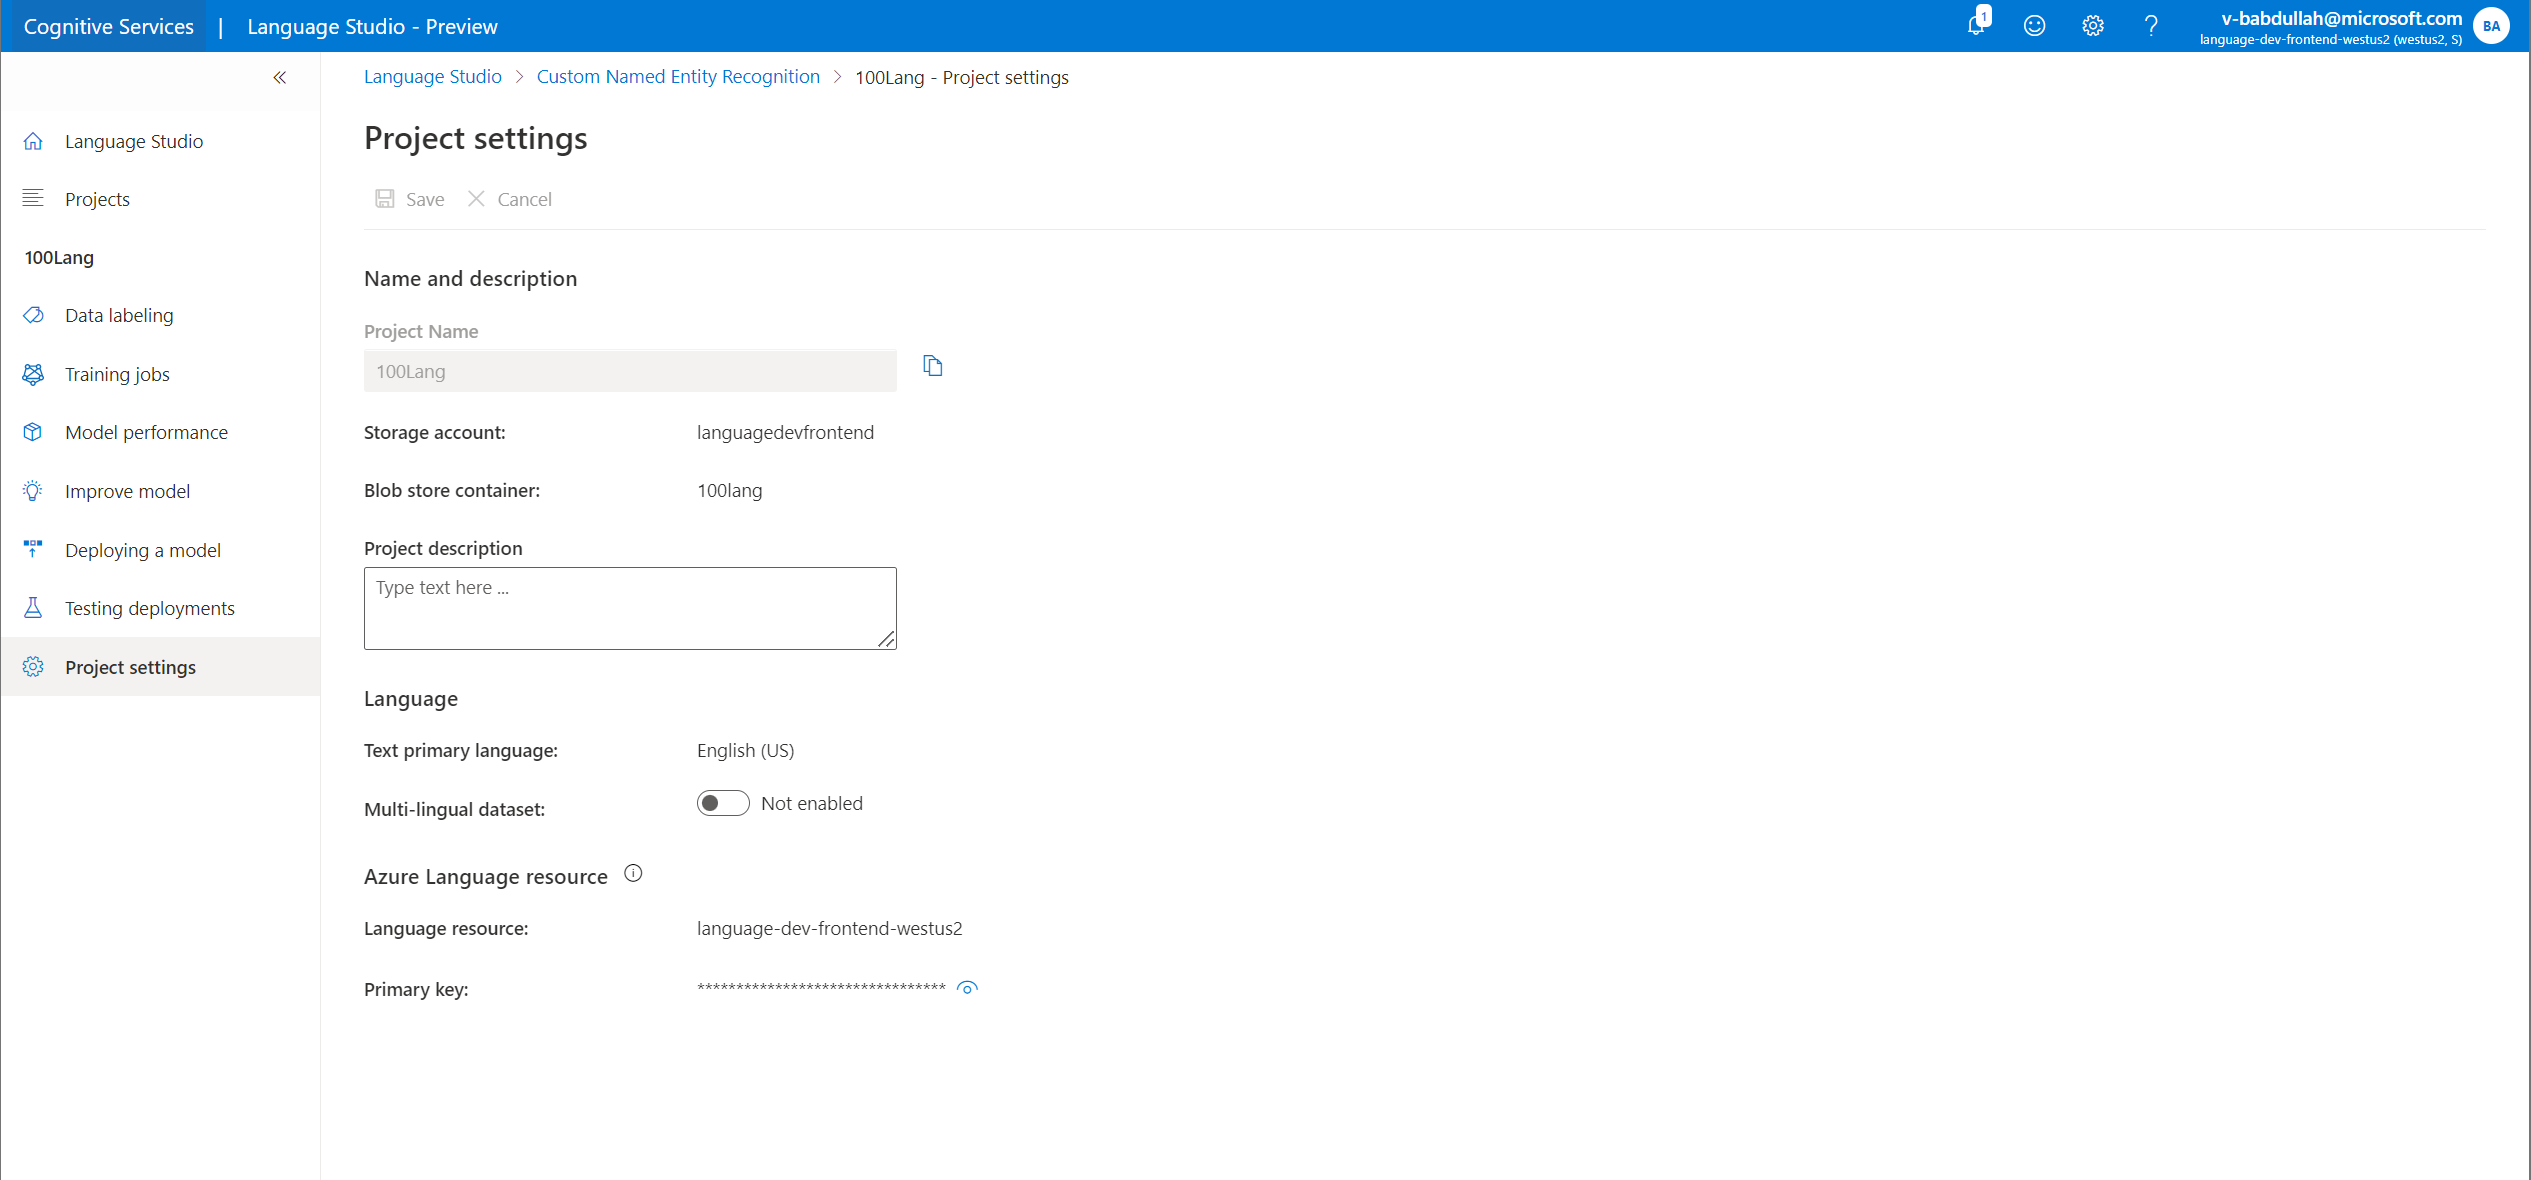 Cognitive Services | Language Studio - Preview
1
v-babdullah@microsoft.com
language-dev-frontend-westus2 (westus2, S)
BA
Language Studio > Custom Named Entity Recognition > 100Lang - Project settings
Language Studio
Projects
100Lang
Data labeling
Training jobs
Model performance
Improve model
Deploying a model
Testing deployments
Project settings
Project settings
Save Cancel
Name and description
Project Name
100Lang
Storage account: languagedevfrontend
Blob store container: 100lang
Project description
Type text here ...
Language
Text primary language: English (US)
Multi-lingual dataset: Not enabled
Azure Language resource
Language resource: language-dev-frontend-westus2
Primary key: ********************************